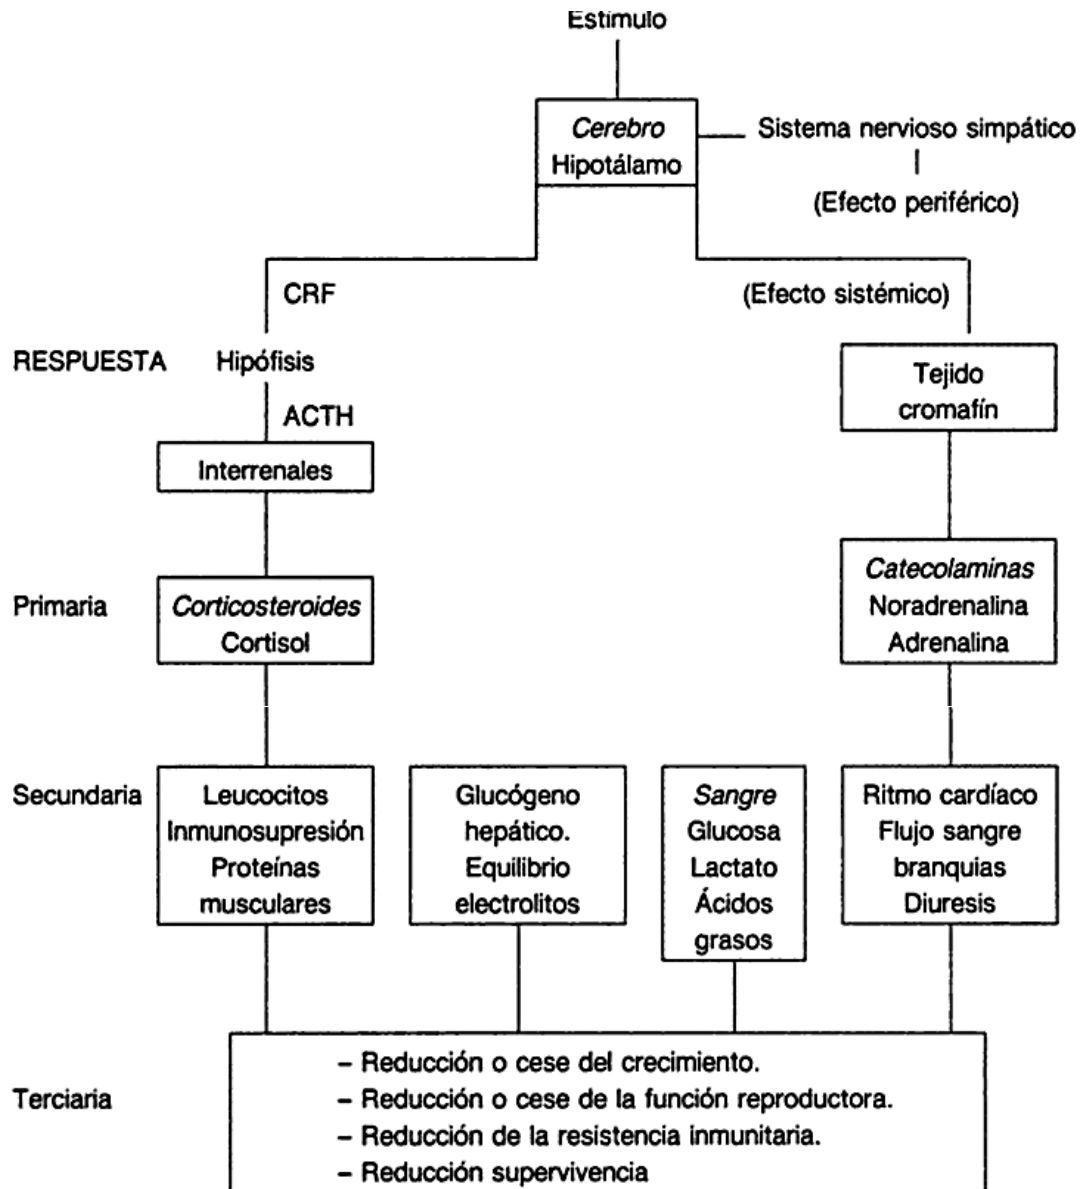 Estímulo
Cerebro
Hipotálamo
Sistema nervioso simpático
(Efecto periférico)
CRF
(Efecto sistémico)
RESPUESTA
Hipófisis
Tejido
cromafín
ACTH
Interrenales
Primaria
Corticosteroides
Cortisol
Catecolaminas
Noradrenalina
Adrenalina
Secundaria
Leucocitos
Inmunosupresión
Proteínas
musculares
Glucógeno
hepático.
Equilibrio
electrolitos
Sangre
Glucosa
Lactato
Ácidos
grasos
Ritmo cardíaco
Flujo sangre
branquias
Diuresis
Terciaria
– Reducción o cese del crecimiento.
– Reducción o cese de la función reproductora.
– Reducción de la resistencia inmunitaria.
– Reducción supervivencia